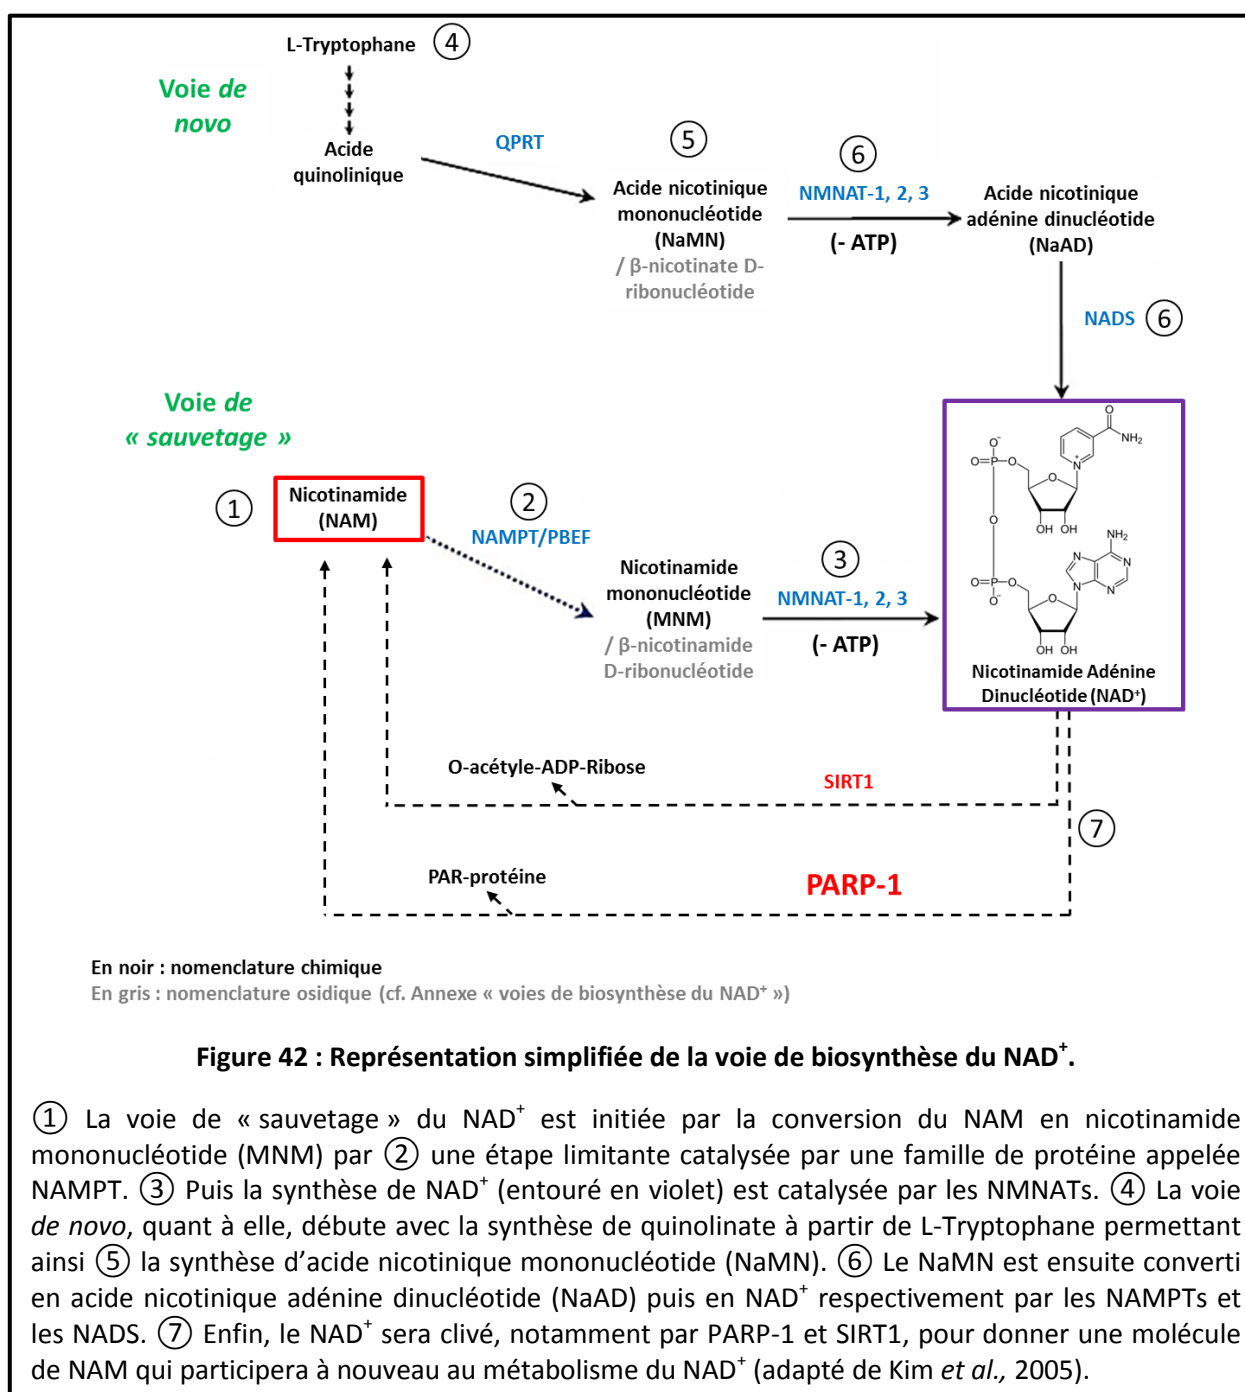 L-Tryptophane
④
Voie de
novo
Acide
quinolinique
QPRT
⑤
Acide nicotinique
mononucléotide
(NaMN)
/ β-nicotinate D-
ribonucléotide
⑥
NMNAT-1, 2, 3
(- ATP)
Acide nicotinique
adénine dinucléotide
(NaAD)
NADS ⑥
Voie de
« sauvetage »
①
Nicotinamide
(NAM)
②
NAMPT/PBEF
Nicotinamide
mononucléotide
(MNM)
/ β-nicotinamide
D-ribonucléotide
③
NMNAT-1, 2, 3
(- ATP)
O
NH₂
O⁻
O=P-O
O
N⁺
O
OH OH
O
NH₂
N
N
N
N
O=P-O
O⁻
O
OH OH
Nicotinamide Adénine
Dinucléotide (NAD⁺)
O-acétyle-ADP-Ribose
SIRT1
⑦
PAR-protéine
PARP-1
En noir : nomenclature chimique
En gris : nomenclature osidique (cf. Annexe « voies de biosynthèse du NAD⁺ »)
Figure 42 : Représentation simplifiée de la voie de biosynthèse du NAD⁺.
① La voie de « sauvetage » du NAD⁺ est initiée par la conversion du NAM en nicotinamide
mononucléotide (MNM) par ② une étape limitante catalysée par une famille de protéine appelée
NAMPT. ③ Puis la synthèse de NAD⁺ (entouré en violet) est catalysée par les NMNATs. ④ La voie
de novo, quant à elle, débute avec la synthèse de quinolinate à partir de L-Tryptophane permettant
ainsi ⑤ la synthèse d’acide nicotinique mononucléotide (NaMN). ⑥ Le NaMN est ensuite converti
en acide nicotinique adénine dinucléotide (NaAD) puis en NAD⁺ respectivement par les NAMPTs et
les NADS. ⑦ Enfin, le NAD⁺ sera clivé, notamment par PARP-1 et SIRT1, pour donner une molécule
de NAM qui participera à nouveau au métabolisme du NAD⁺ (adapté de Kim et al., 2005).